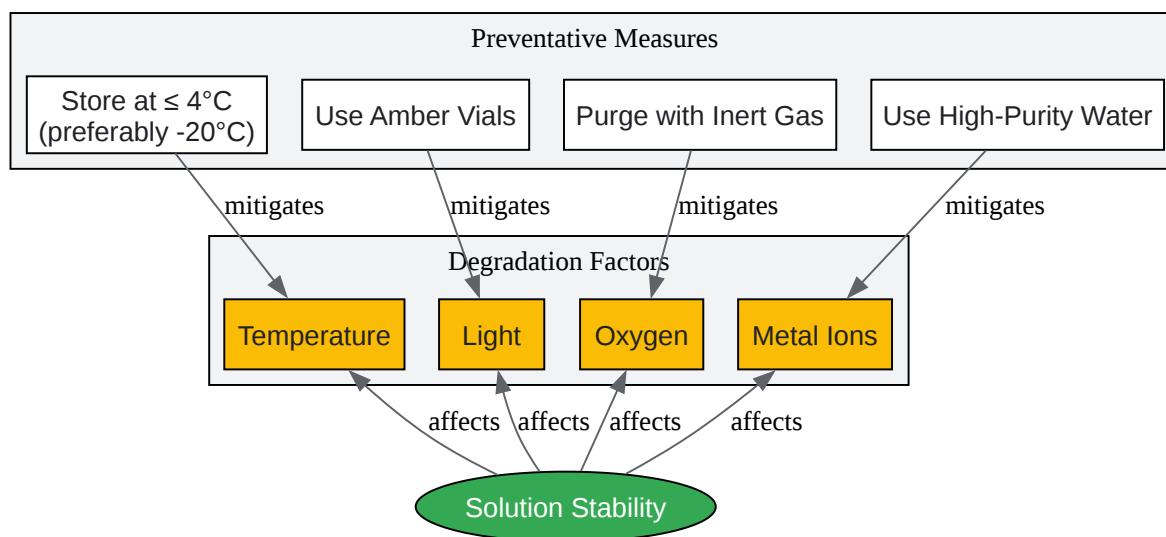 Preventative Measures
Store at ≤ 4°C
(preferably -20°C)
Use Amber Vials
Purge with Inert Gas
Use High-Purity Water
mitigates
mitigates
mitigates
mitigates
Degradation Factors
Temperature
Light
Oxygen
Metal Ions
affects
affects
affects
affects
Solution Stability